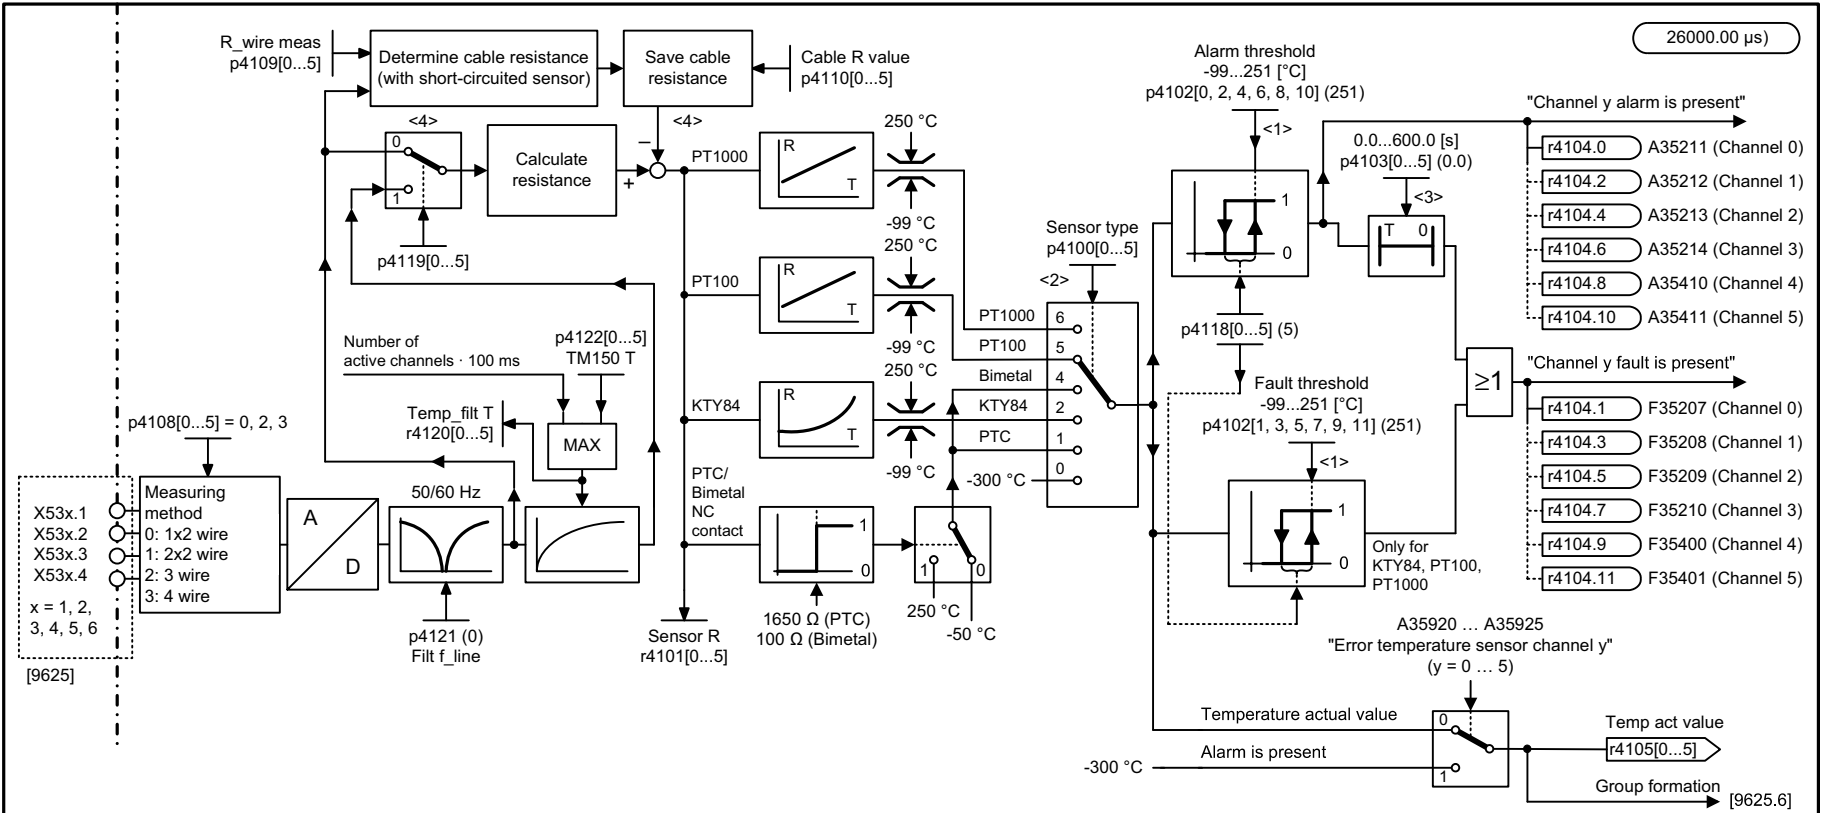 26000.00 µs)
R_wire meas
p4109[0...5]
Determine cable resistance
(with short-circuited sensor)
Save cable
resistance
Cable R value
p4110[0...5]
<4>
0
1
p4119[0...5]
Calculate
resistance
<4>
–
+
Number of
active channels · 100 ms
p4122[0...5]
TM150 T
Temp_filt T
r4120[0...5]
MAX
p4108[0...5] = 0, 2, 3
X53x.1
X53x.2
X53x.3
X53x.4
x = 1, 2,
3, 4, 5, 6
[9625]
Measuring
method
0: 1x2 wire
1: 2x2 wire
2: 3 wire
3: 4 wire
A
D
50/60 Hz
p4121 (0)
Filt f_line
PT1000
R
T
250 °C
-99 °C
PT100
R
T
250 °C
-99 °C
KTY84
R
T
250 °C
-99 °C
PTC/
Bimetal
NC
contact
1
0
1650 Ω (PTC)
100 Ω (Bimetal)
Sensor R
r4101[0...5]
1
0
250 °C
-50 °C
Sensor type
p4100[0...5]
<2>
PT1000
6
PT100
5
Bimetal
4
KTY84
2
PTC
1
-300 °C
0
Alarm threshold
-99...251 [°C]
p4102[0, 2, 4, 6, 8, 10] (251)
<1>
1
0
p4118[0...5] (5)
0.0...600.0 [s]
p4103[0...5] (0.0)
<3>
T
0
Fault threshold
-99...251 [°C]
p4102[1, 3, 5, 7, 9, 11] (251)
<1>
1
0
Only for
KTY84, PT100,
PT1000
≥1
"Channel y alarm is present"
r4104.0 A35211 (Channel 0)
r4104.2 A35212 (Channel 1)
r4104.4 A35213 (Channel 2)
r4104.6 A35214 (Channel 3)
r4104.8 A35410 (Channel 4)
r4104.10 A35411 (Channel 5)
"Channel y fault is present"
r4104.1 F35207 (Channel 0)
r4104.3 F35208 (Channel 1)
r4104.5 F35209 (Channel 2)
r4104.7 F35210 (Channel 3)
r4104.9 F35400 (Channel 4)
r4104.11 F35401 (Channel 5)
A35920 … A35925
"Error temperature sensor channel y"
(y = 0 … 5)
Temperature actual value
0
Alarm is present
-300 °C
1
Temp act value
r4105[0...5]
Group formation
[9625.6]